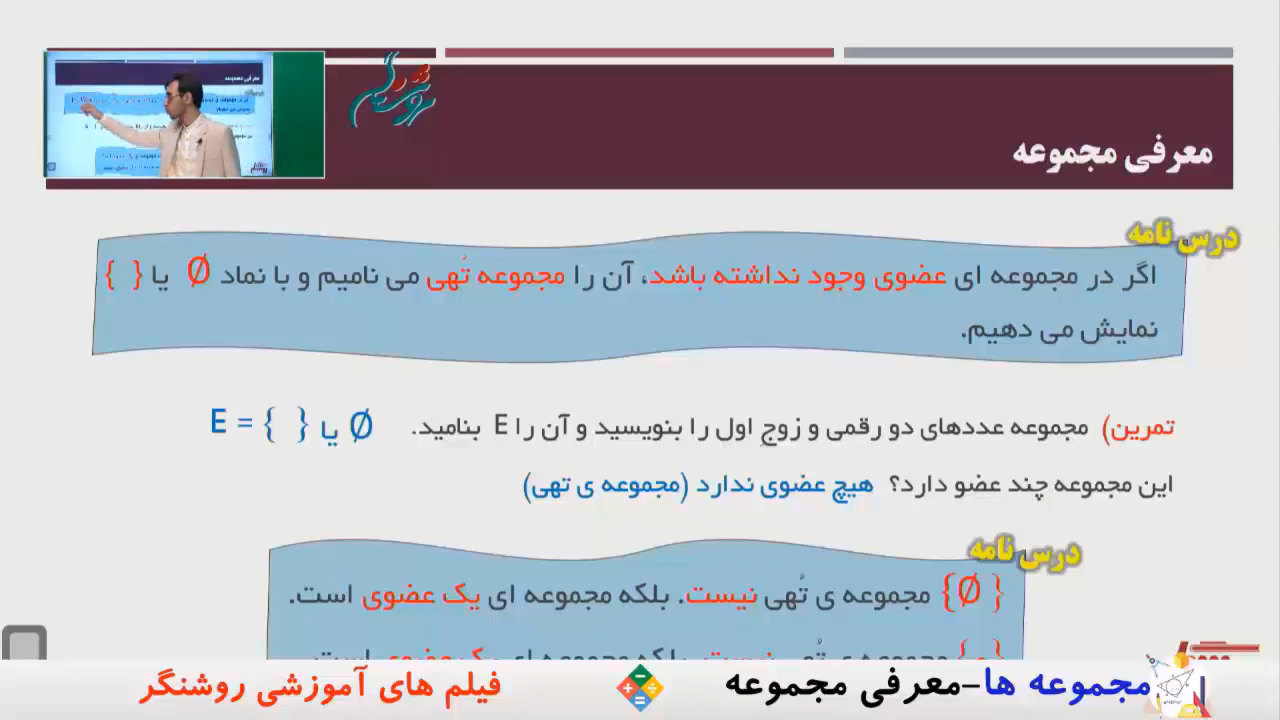 معرفی مجموعه
درس نامه
اگر در مجموعه ای عضوی وجود نداشته باشد، آن را مجموعه تُهی می نامیم و با نماد Ø یا { }
نمایش می دهیم.
تمرین) مجموعه عددهای دو رقمی و زوجِ اول را بنویسید و آن را E بنامید. E = { } یا Ø
این مجموعه چند عضو دارد؟ هیچ عضوی ندارد (مجموعه ی تهی)
درس نامه
{Ø} مجموعه ی تُهی نیست. بلکه مجموعه ای یک عضوی است.
مجموعه ها-معرفی مجموعه
فیلم های آموزشی روشنگر